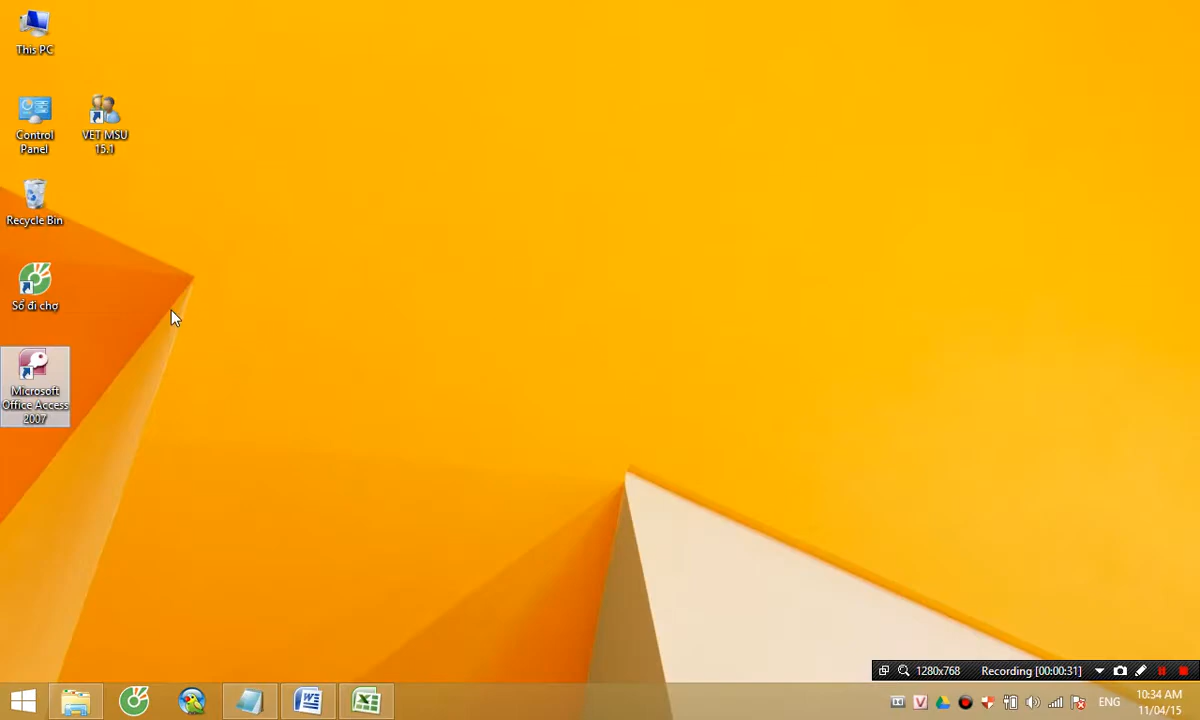 This PC
Control
Panel
VET MSU
15.1
Recycle Bin
Sổ đi chợ
Microsoft
Office Access
2007
1280x768
Recording [00:00:31]
ENG
10:34 AM
11/04/15